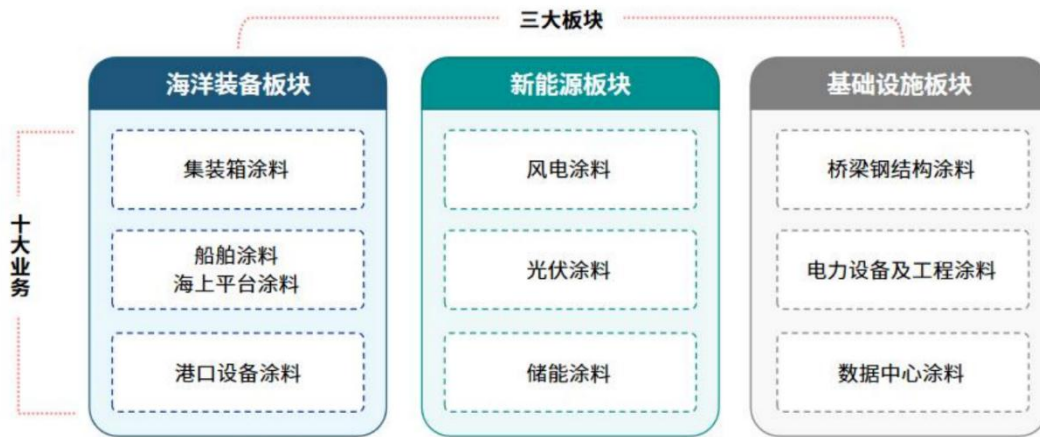 三大板块
海洋装备板块
新能源板块
基础设施板块
十大业务
集装箱涂料
风电涂料
桥梁钢结构涂料
船舶涂料
海上平台涂料
光伏涂料
电力设备及工程涂料
港口设备涂料
储能涂料
数据中心涂料